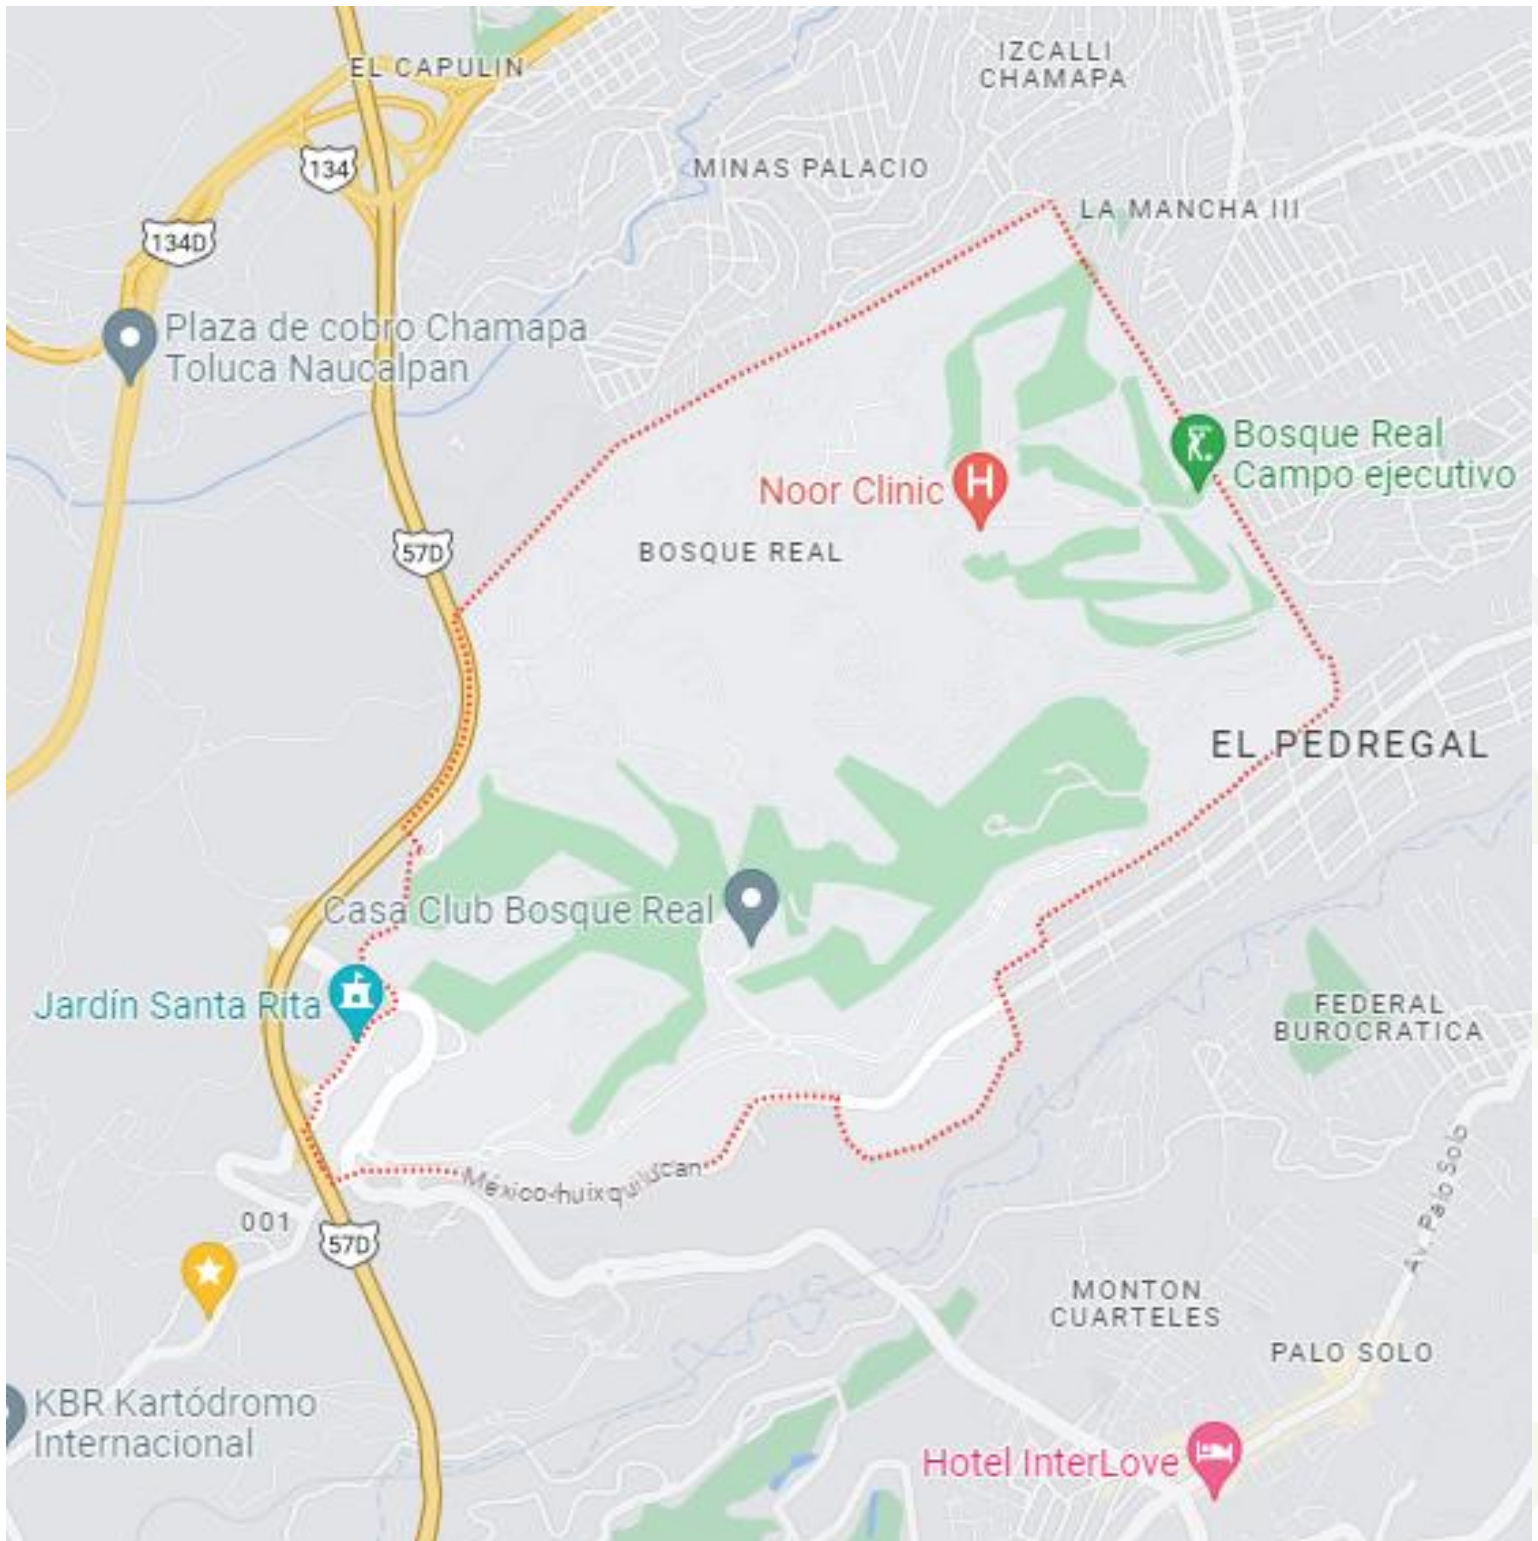 EL CAPULIN
IZCALLI
CHAMAPA
134
MINAS PALACIO
LA MANCHA III
134D
Plaza de cobro Chamapa
Toluca Naucalpan
Bosque Real
Campo ejecutivo
Noor Clinic
H
57D
BOSQUE REAL
EL PEDREGAL
Casa Club Bosque Real
Jardín Santa Rita
FEDERAL
BUROCRATICA
México-huixquilucan
Av. Palo Solo
001
57D
MONTON
CUARTELES
PALO SOLO
KBR Kartódromo
Internacional
Hotel InterLove